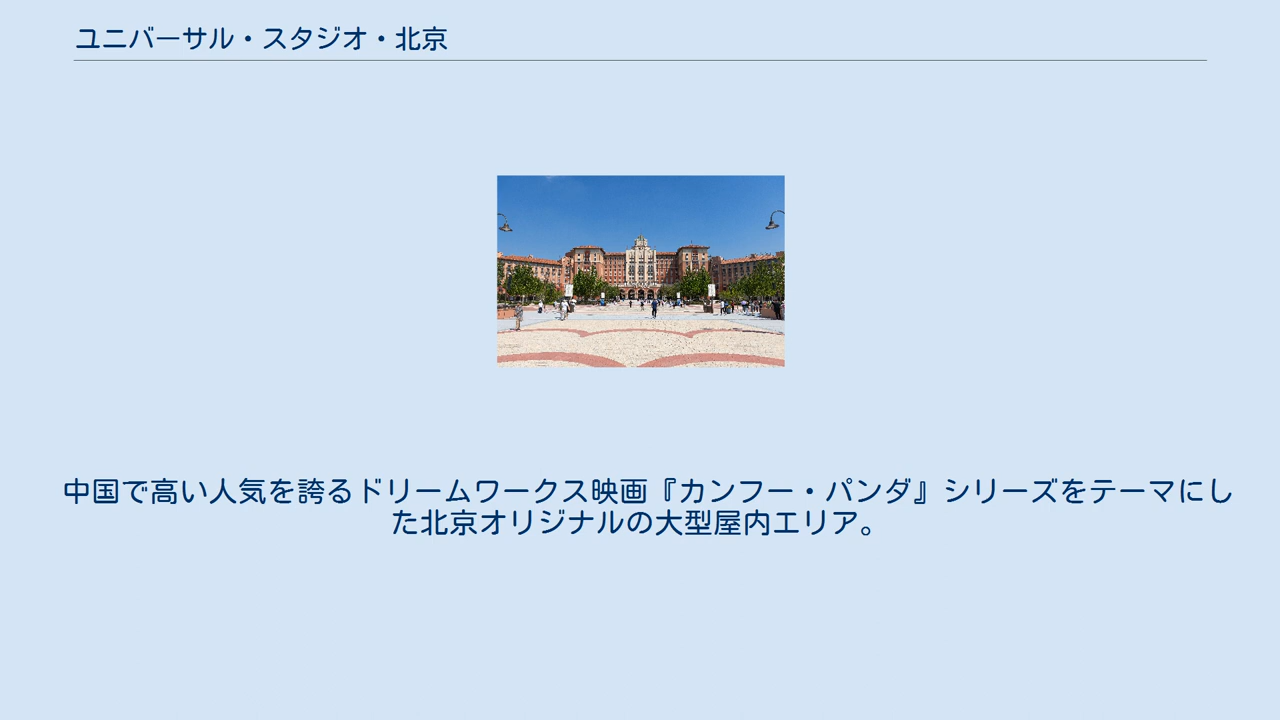 ユニバーサル・スタジオ・北京
中国で高い人気を誇るドリームワークス映画『カンフー・パンダ』シリーズをテーマにし
た北京オリジナルの大型屋内エリア。